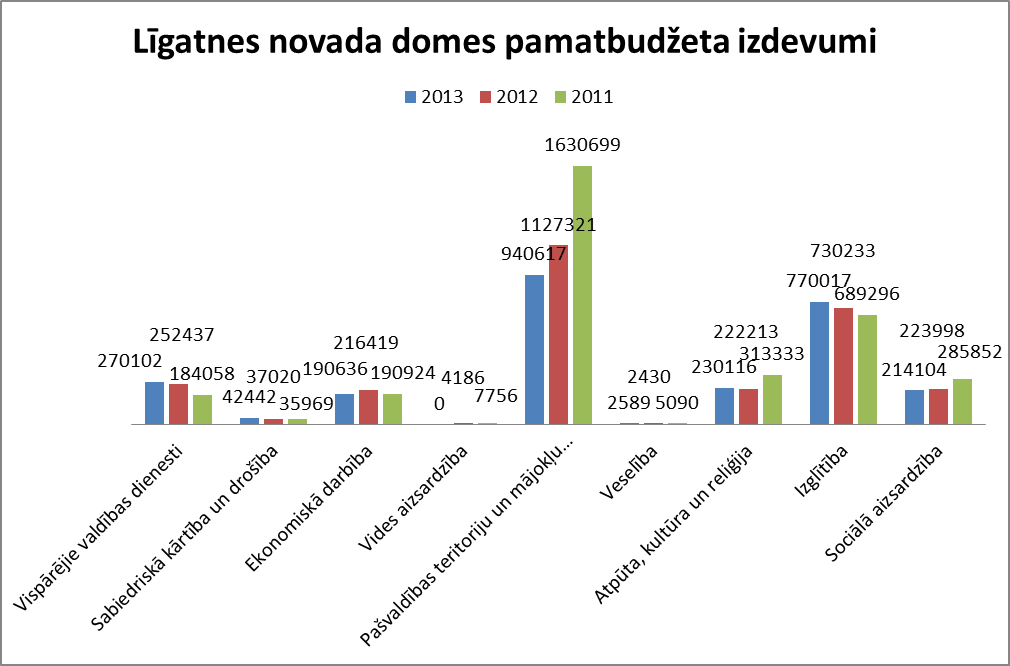 Līgatnes novada domes pamatbudžeta izdevumi
2013 2012 2011
270102 252437 184058
42442 37020 35969
190636 216419 190924
0 4186 7756
940617 1127321 1630699
2589 2430 5090
230116 222213 313333
770017 730233 689296
214104 223998 285852
Vispārējie valdības dienesti
Sabiedriskā kārtība un drošība
Ekonomiskā darbība
Vides aizsardzība
Pašvaldības teritoriju un mājokļu...
Veselība
Atpūta, kultūra un reliģija
Izglītība
Sociālā aizsardzība